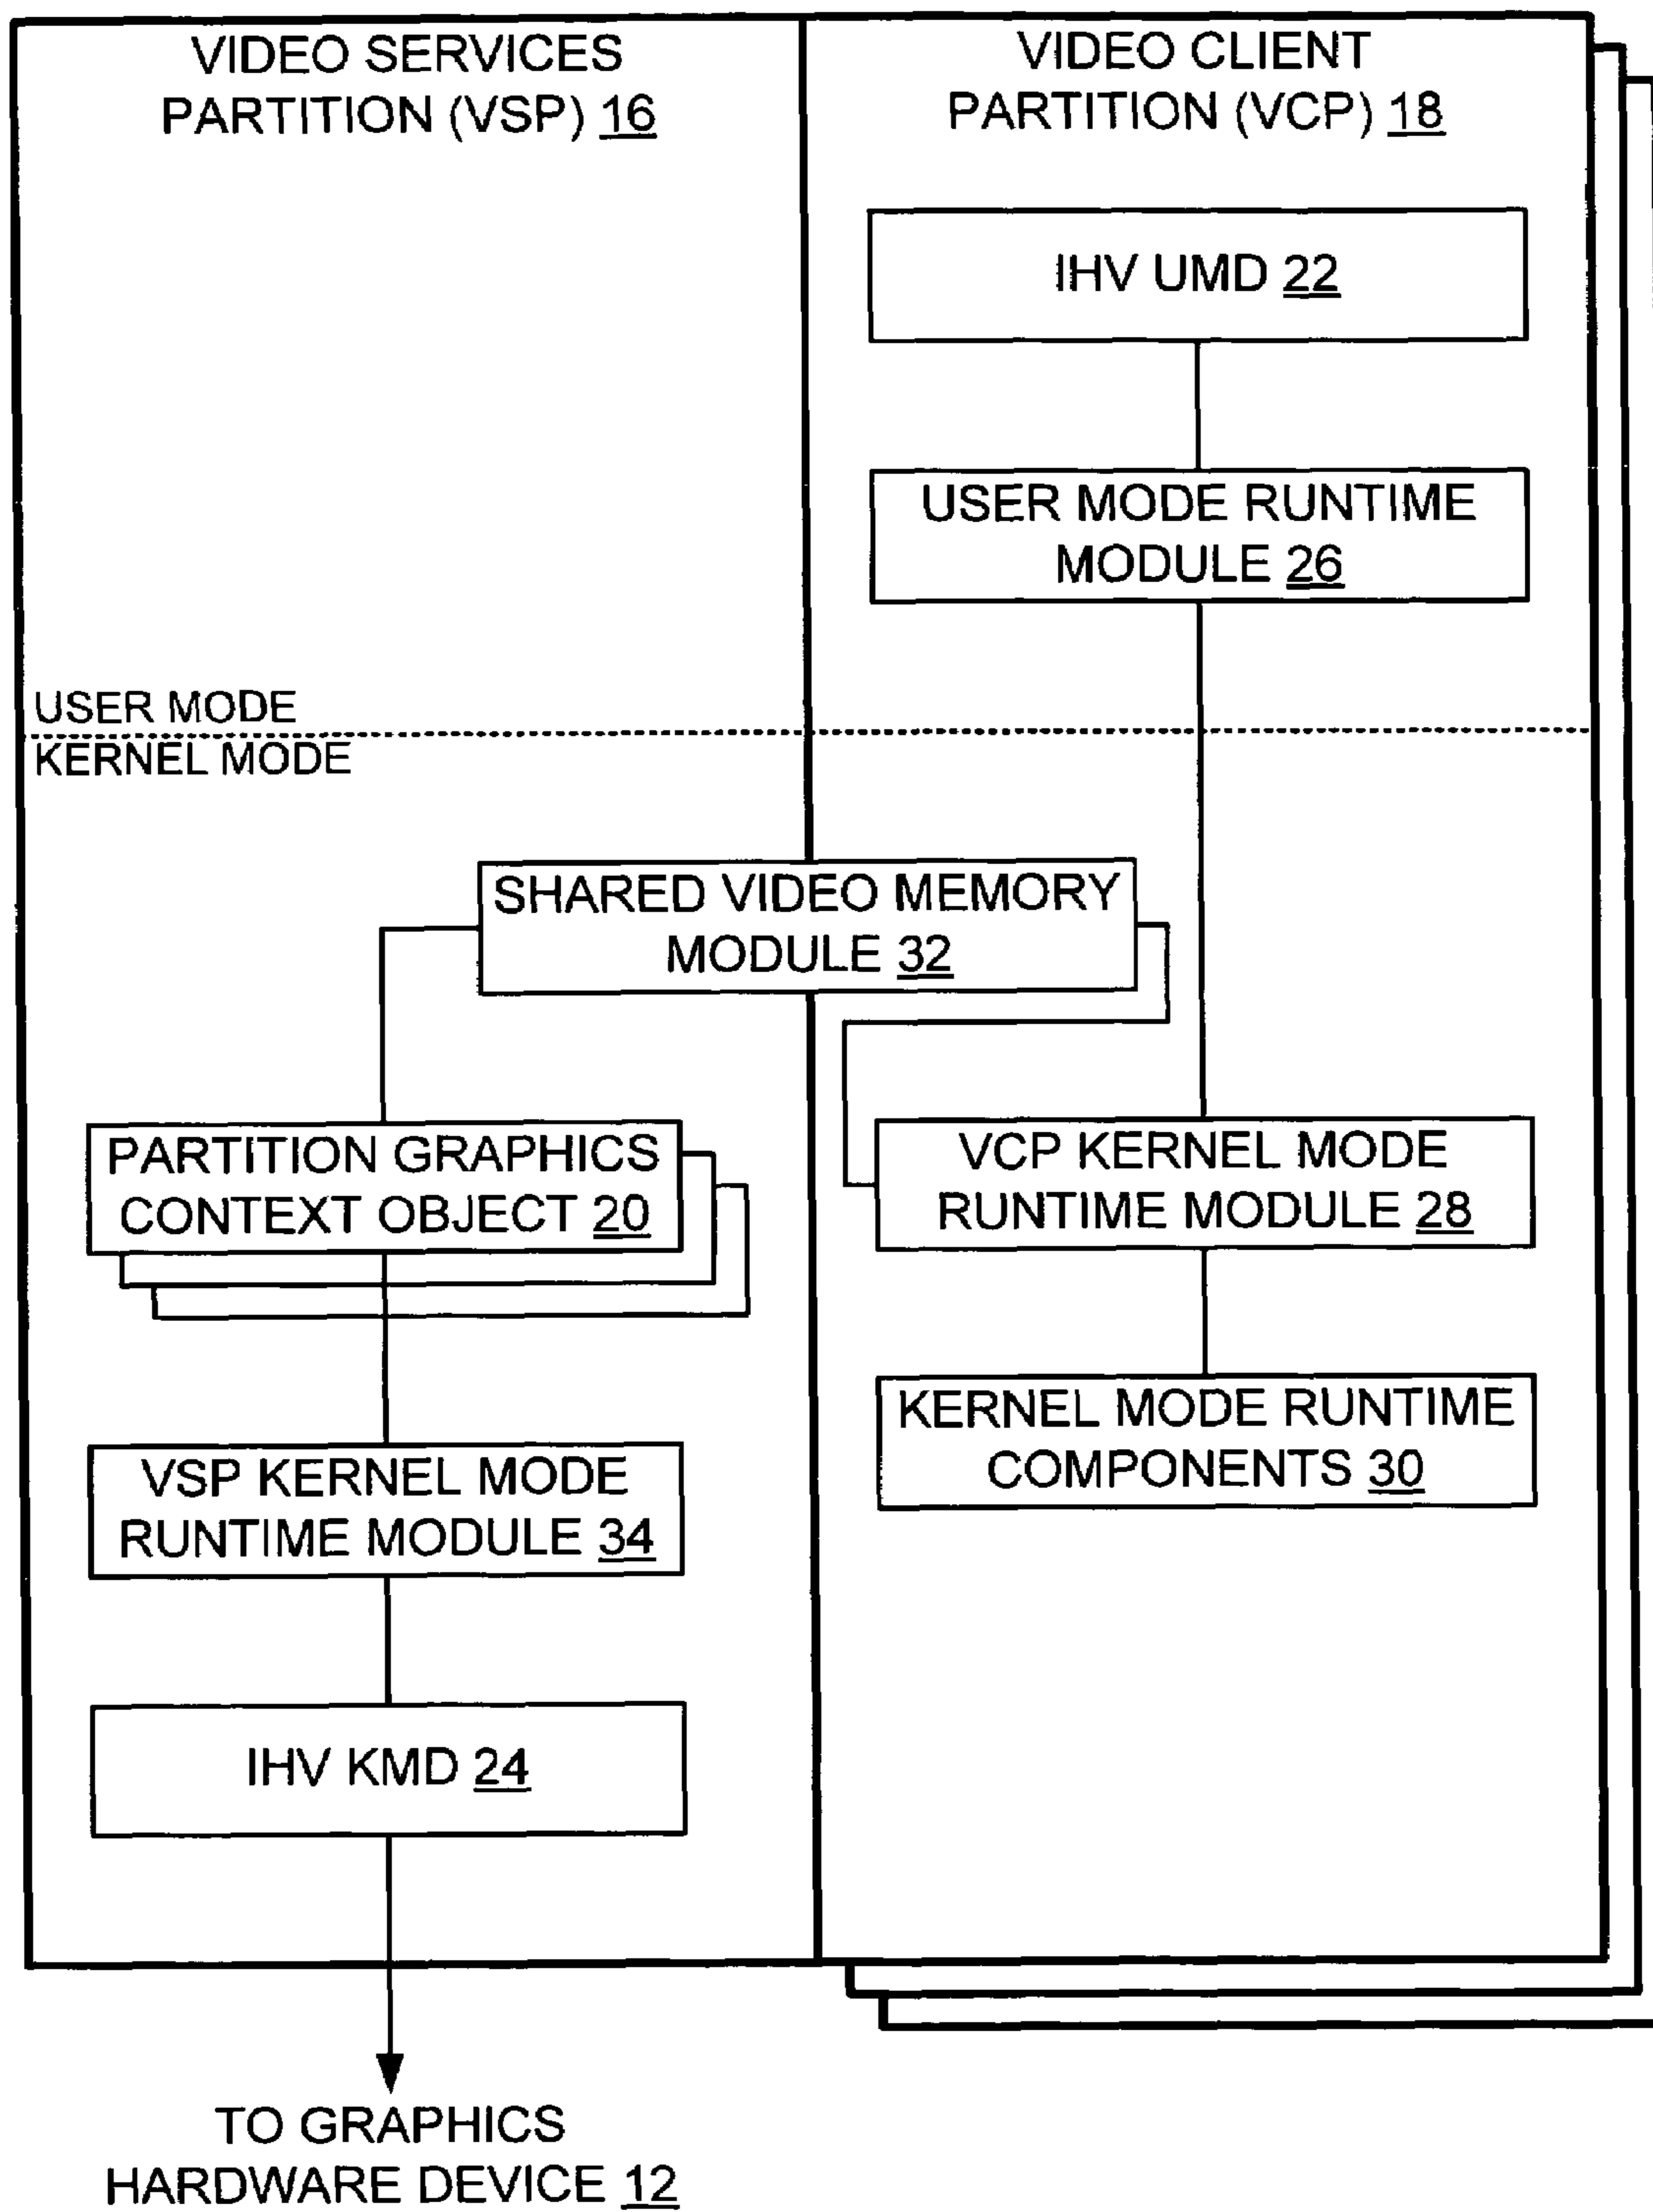 VIDEO SERVICES
PARTITION (VSP) 16
VIDEO CLIENT
PARTITION (VCP) 18
IHV UMD 22
USER MODE RUNTIME
MODULE 26
USER MODE
KERNEL MODE
SHARED VIDEO MEMORY
MODULE 32
PARTITION GRAPHICS
CONTEXT OBJECT 20
VCP KERNEL MODE
RUNTIME MODULE 28
KERNEL MODE RUNTIME
COMPONENTS 30
VSP KERNEL MODE
RUNTIME MODULE 34
IHV KMD 24
TO GRAPHICS
HARDWARE DEVICE 12